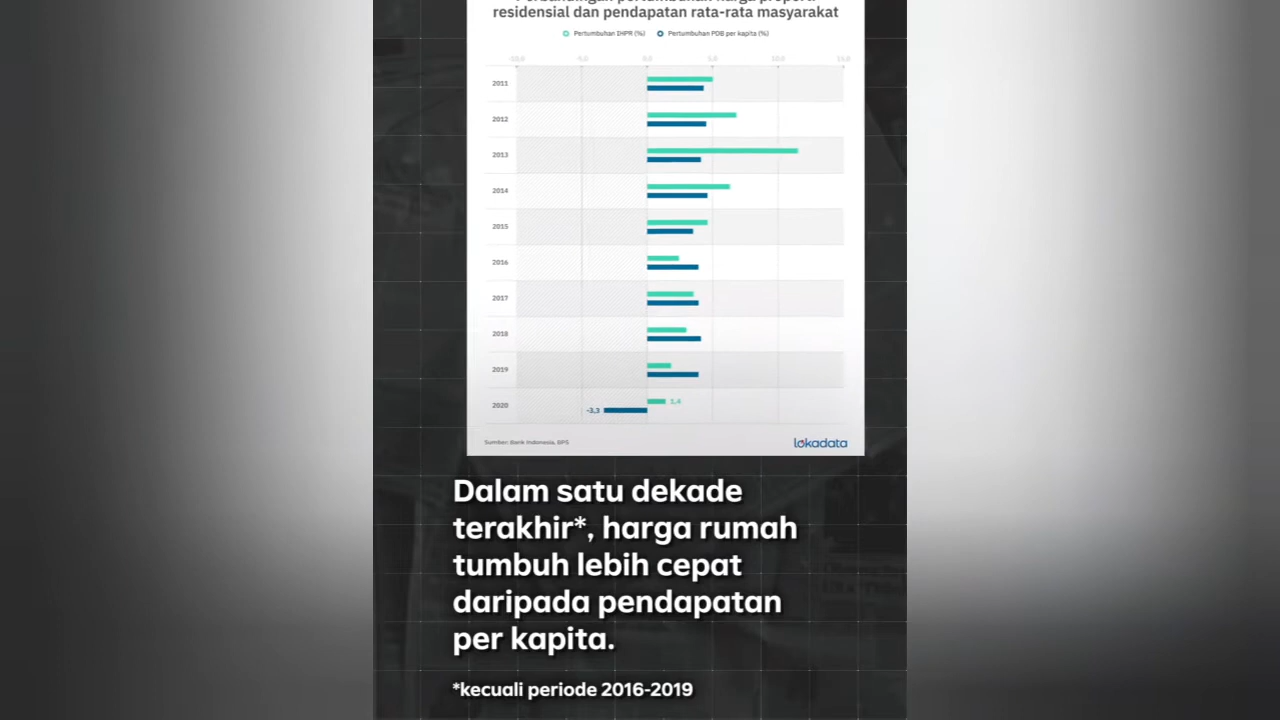 residensial dan pendapatan rata-rata masyarakat
Pertumbuhan IHPR (%) Pertumbuhan PDB per kapita (%)
-10,0 -5,0 0,0 5,0 10,0 15,0
2011
2012
2013
2014
2015
2016
2017
2018
2019
2020 -3,3 1,4
Sumber: Bank Indonesia, BPS
lokadata
Dalam satu dekade
terakhir*, harga rumah
tumbuh lebih cepat
daripada pendapatan
per kapita.
*kecuali periode 2016-2019